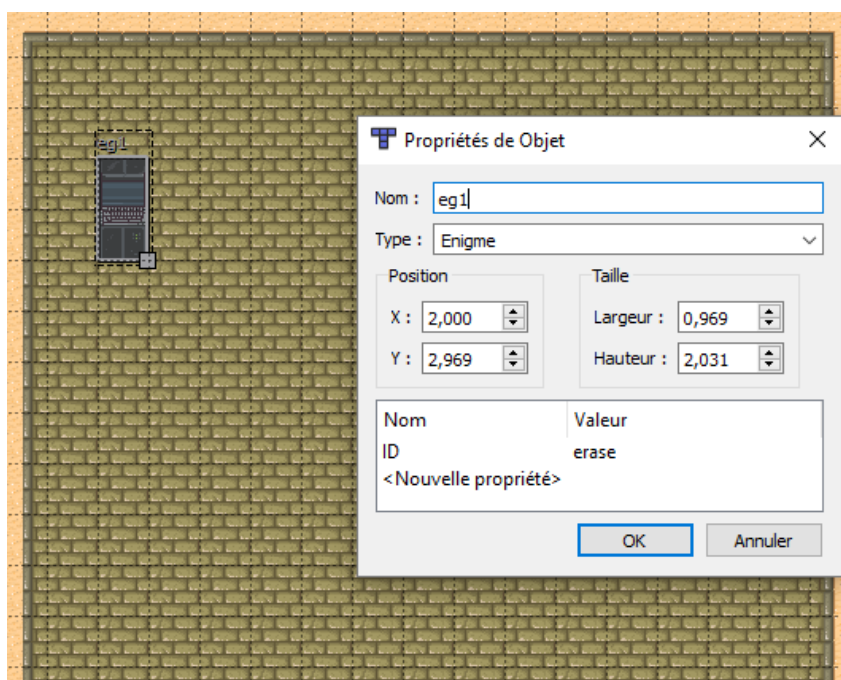 eg1
Propriétés de Objet
Nom : eg1
Type : Enigme
Position
X : 2,000
Y : 2,969
Taille
Largeur : 0,969
Hauteur : 2,031
Nom Valeur
ID erase
<Nouvelle propriété>
OK Annuler